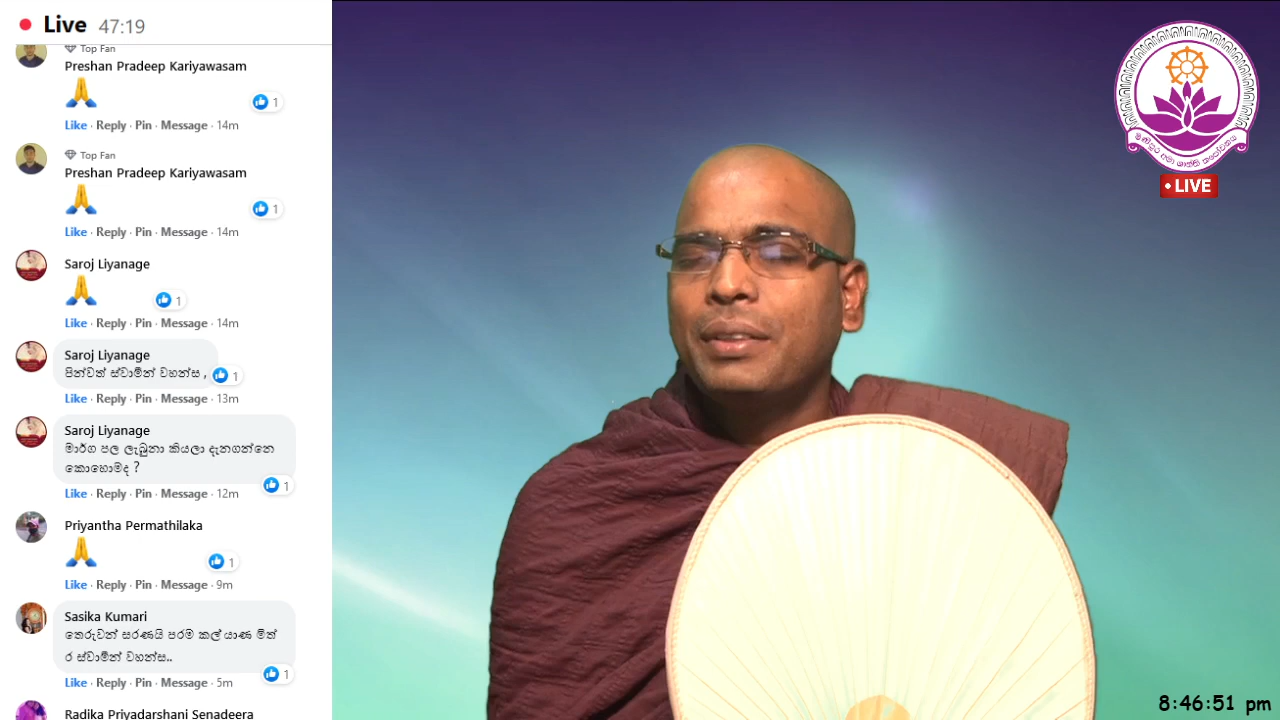 Live 47:19
Top Fan
Preshan Pradeep Kariyawasam
1
Like · Reply · Pin · Message · 14m
Top Fan
Preshan Pradeep Kariyawasam
1
Like · Reply · Pin · Message · 14m
Saroj Liyanage
1
Like · Reply · Pin · Message · 14m
Saroj Liyanage
පින්වත් ස්වාමීන් වහන්ස ,
1
Like · Reply · Pin · Message · 13m
Saroj Liyanage
මාර්ග පල ලැබුනා කියලා දැනගන්නෙ
කොහොමද ?
1
Like · Reply · Pin · Message · 12m
Priyantha Permathilaka
1
Like · Reply · Pin · Message · 9m
Sasika Kumari
තෙරුවන් සරණයි පරම කල් යාණ මිත්
ර ස්වාමීන් වහන්ස..
1
Like · Reply · Pin · Message · 5m
Radika Priyadarshani Senadeera
LIVE
8:46:51 pm